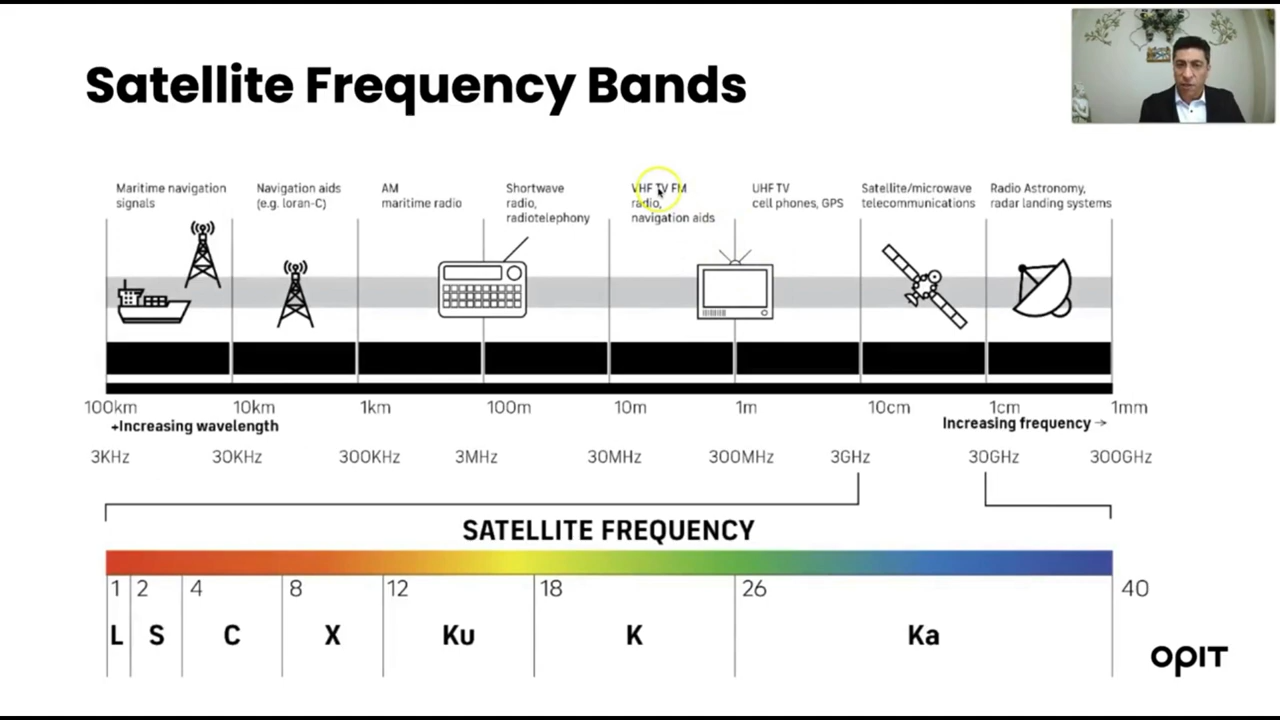 Satellite Frequency Bands
Maritime navigation
signals
Navigation aids
(e.g. loran-C)
AM
maritime radio
Shortwave
radio,
radiotelephony
VHF TV FM
radio,
navigation aids
UHF TV
cell phones, GPS
Satellite/microwave
telecommunications
Radio Astronomy,
radar landing systems
100km 10km 1km 100m 10m 1m 10cm 1cm 1mm
+Increasing wavelength
Increasing frequency →
3KHz 30KHz 300KHz 3MHz 30MHz 300MHz 3GHz 30GHz 300GHz
SATELLITE FREQUENCY
1 2 4 8 12 18 26 40
L S C X Ku K Ka
OPIT